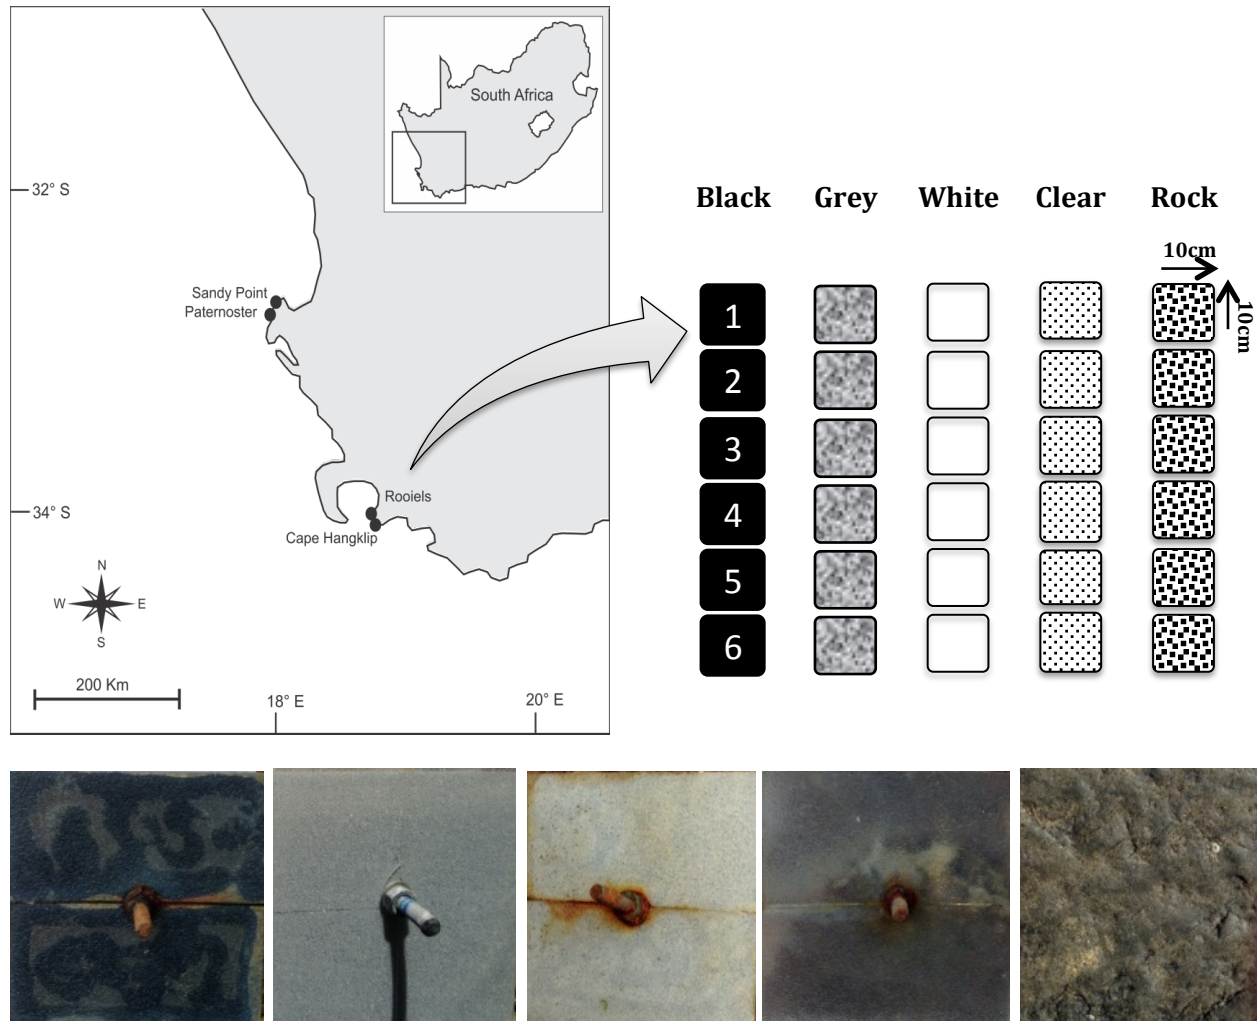 South Africa
32° S
Sandy Point
Paternoster
Rooiels
34° S
Cape Hangklip
N
W
E
S
200 Km
18° E
20° E
Black Grey White Clear Rock
10cm
10cm
1
2
3
4
5
6